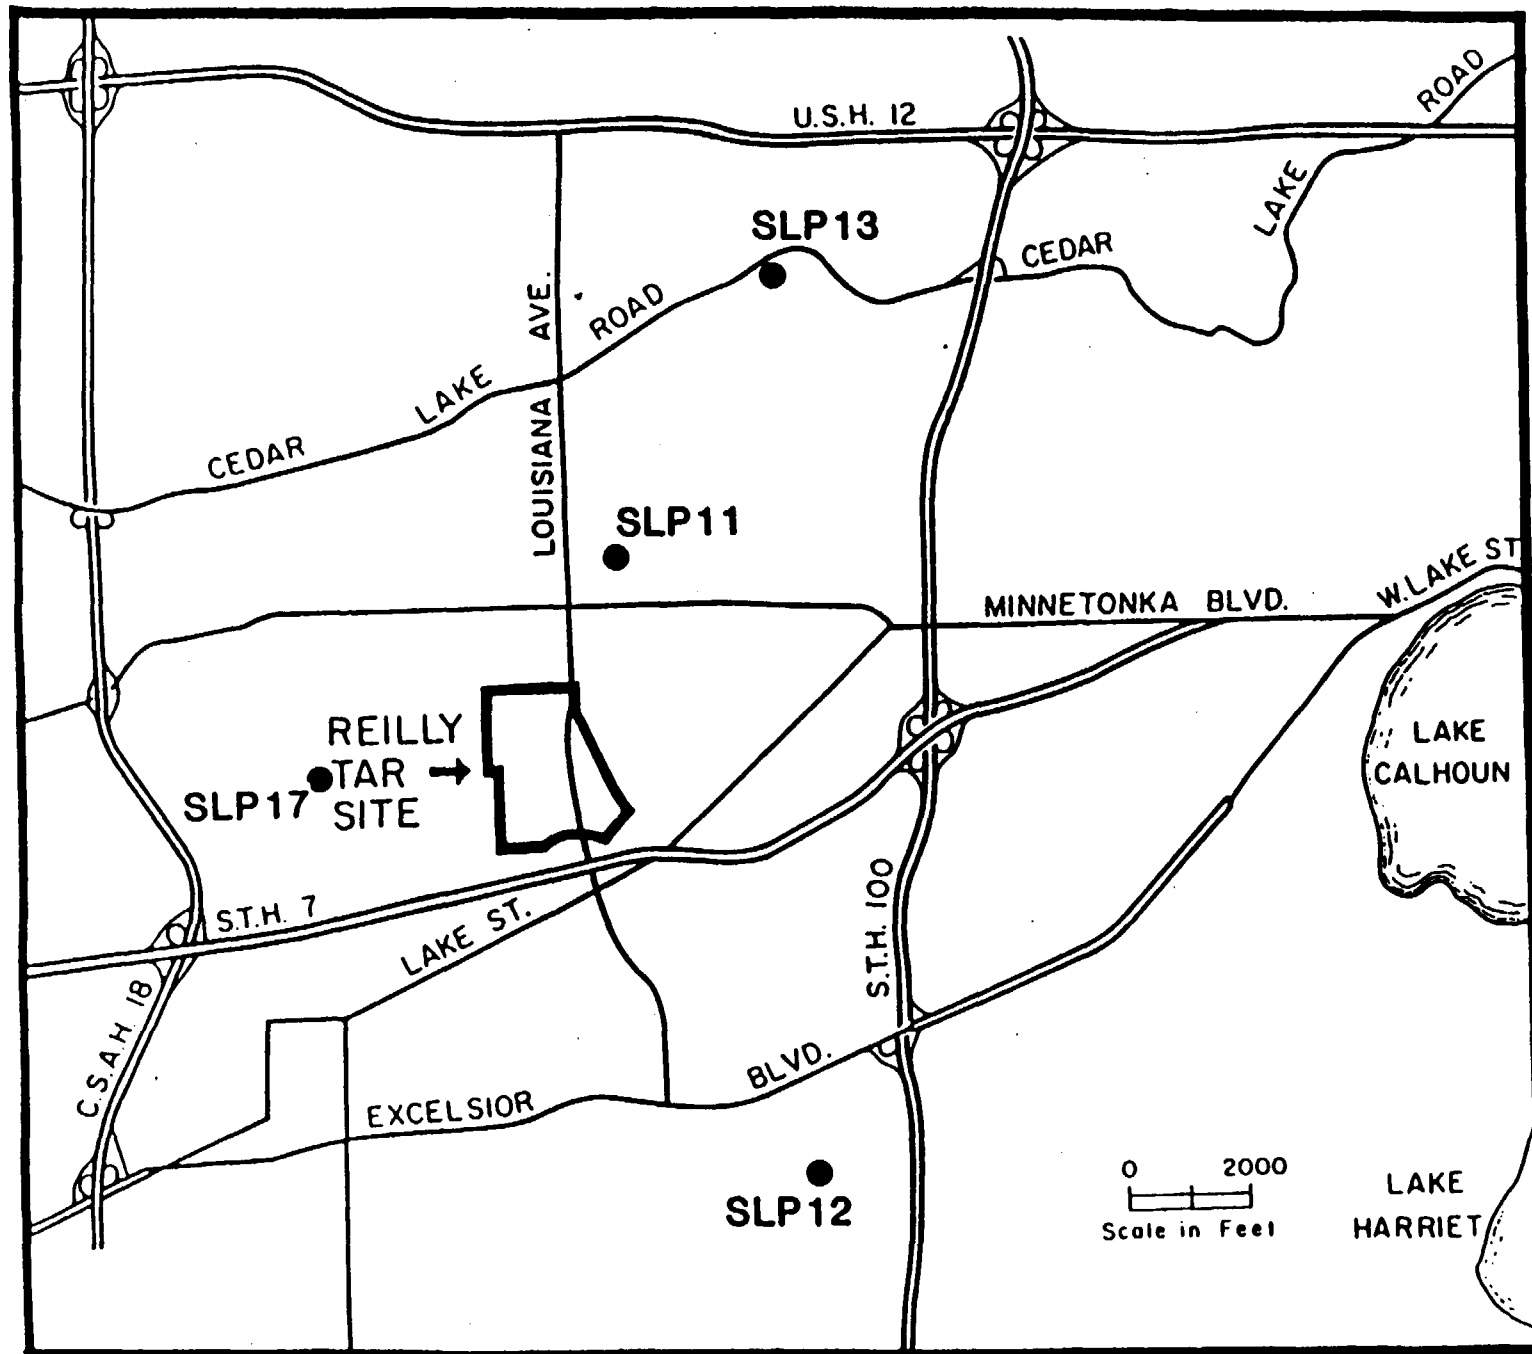 ROAD
U.S.H. 12
LAKE
SLP13
CEDAR
LOUISIANA AVE.
ROAD
LAKE
CEDAR
SLP11
W. LAKE ST
MINNETONKA BLVD.
REILLY
TAR
SITE
SLP17
LAKE
CALHOUN
S.T.H. 7
LAKE ST.
S.T.H. 100
C.S.A.H. 18
EXCELSIOR BLVD.
SLP12
0 2000
Scale in Feet
LAKE
HARRIET